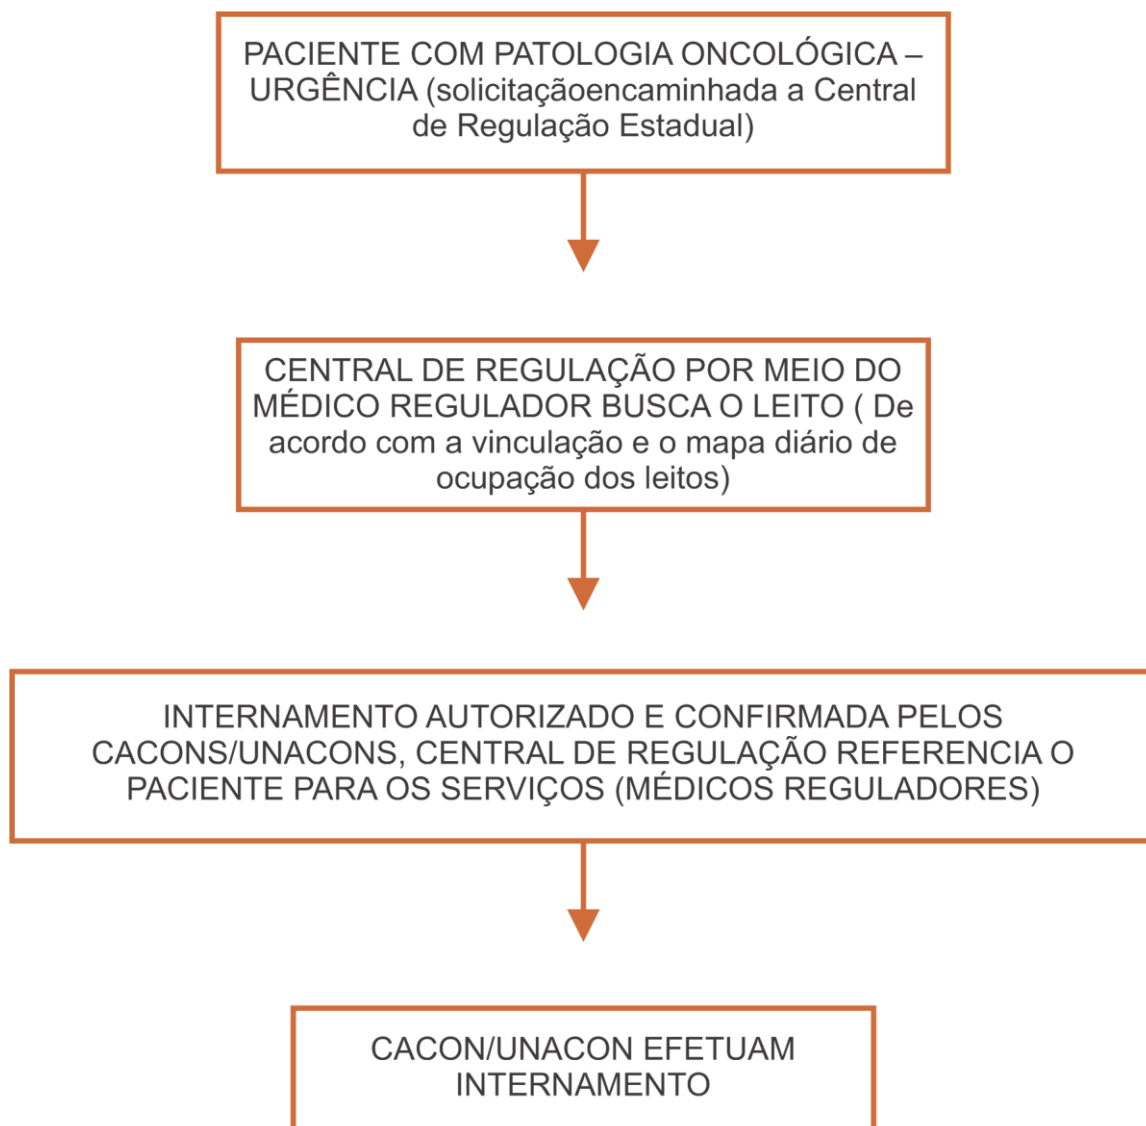 PACIENTE COM PATOLOGIA ONCOLÓGICA –
URGÊNCIA (solicitaçãoencaminhada a Central
de Regulação Estadual)
CENTRAL DE REGULAÇÃO POR MEIO DO
MÉDICO REGULADOR BUSCA O LEITO ( De
acordo com a vinculação e o mapa diário de
ocupação dos leitos)
INTERNAMENTO AUTORIZADO E CONFIRMADA PELOS
CACONS/UNACONS, CENTRAL DE REGULAÇÃO REFERENCIA O
PACIENTE PARA OS SERVIÇOS (MÉDICOS REGULADORES)
CACON/UNACON EFETUAM
INTERNAMENTO